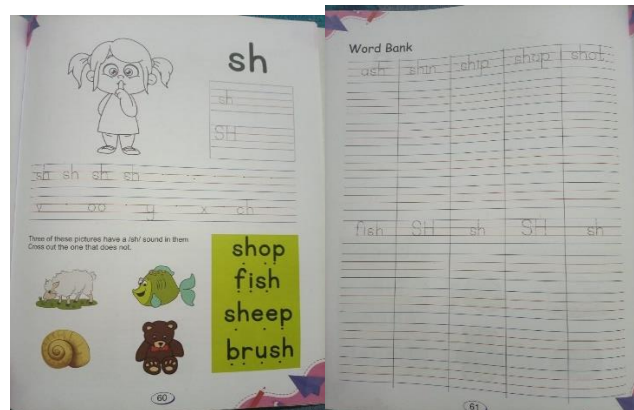 sh
sh
SH
sh sh sh sh
v oo y x ch
Three of these pictures have a /sh/ sound in them
Cross out the one that does not.
shop
fish
sheep
brush
60
Word Bank
ash shin ship shop shot
fish SH sh SH sh
61